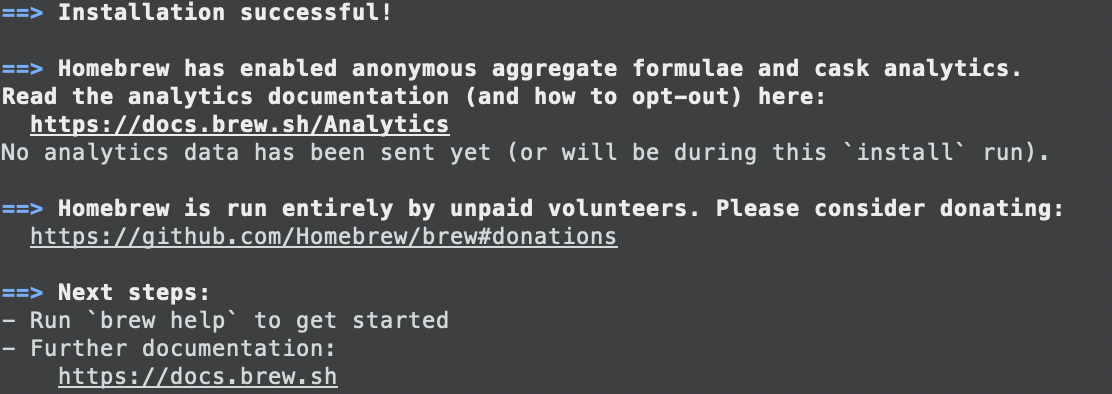 ==> Installation successful!
==> Homebrew has enabled anonymous aggregate formulae and cask analytics.
Read the analytics documentation (and how to opt-out) here:
https://docs.brew.sh/Analytics
No analytics data has been sent yet (or will be during this `install` run).
==> Homebrew is run entirely by unpaid volunteers. Please consider donating:
https://github.com/Homebrew/brew#donations
==> Next steps:
- Run `brew help` to get started
- Further documentation:
https://docs.brew.sh